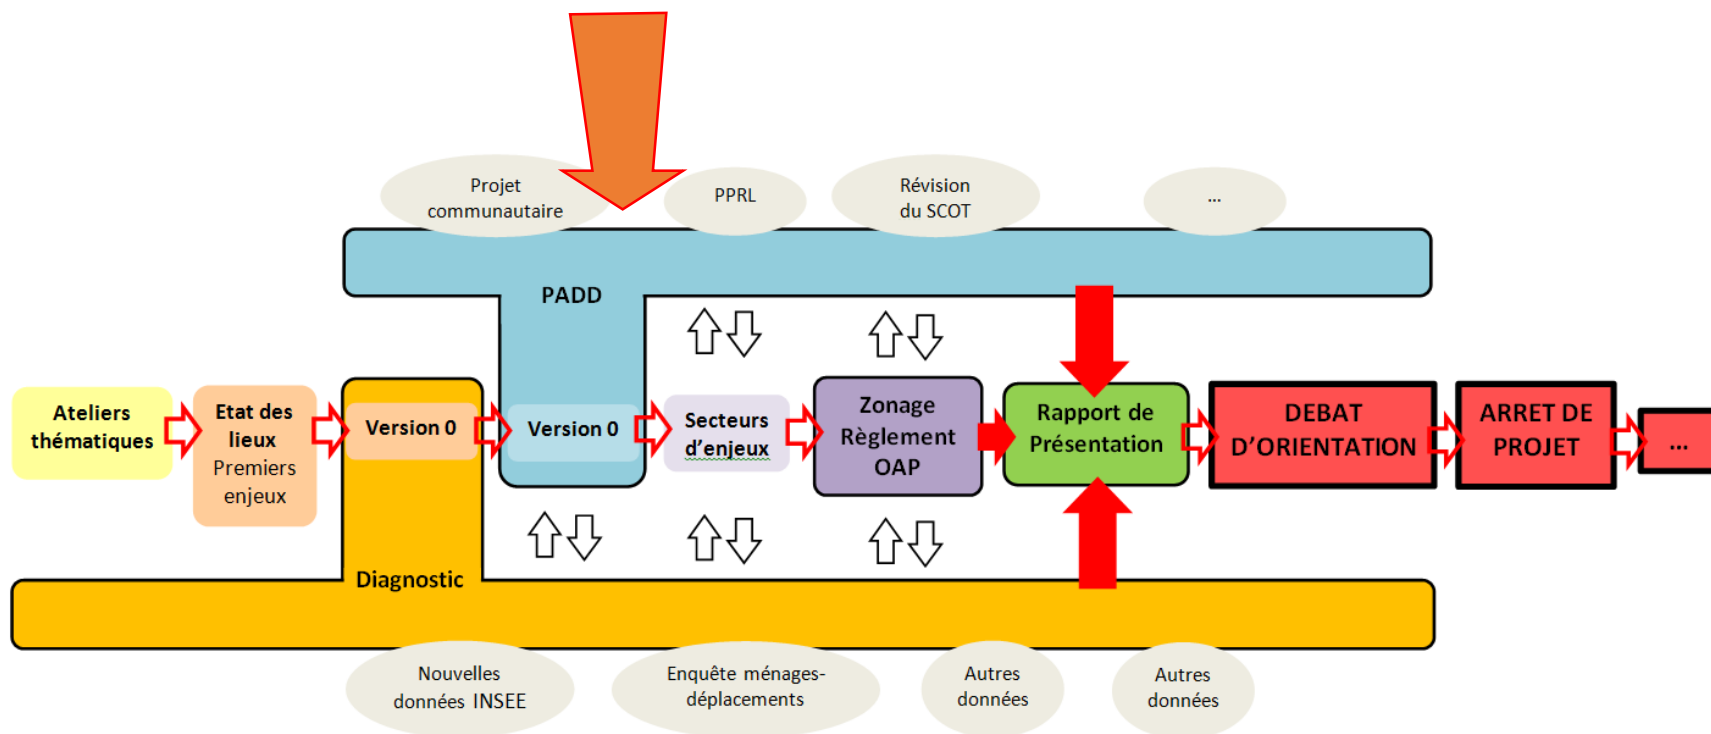 Projet
communautaire
PPRL
Révision
du SCOT
...
PADD
Ateliers
thématiques
Etat des
lieux
Premiers
enjeux
Version 0
Version 0
Secteurs
d'enjeux
Zonage
Règlement
OAP
Rapport de
Présentation
DEBAT
D'ORIENTATION
ARRET DE
PROJET
...
Diagnostic
Nouvelles
données INSEE
Enquête ménages-
déplacements
Autres
données
Autres
données